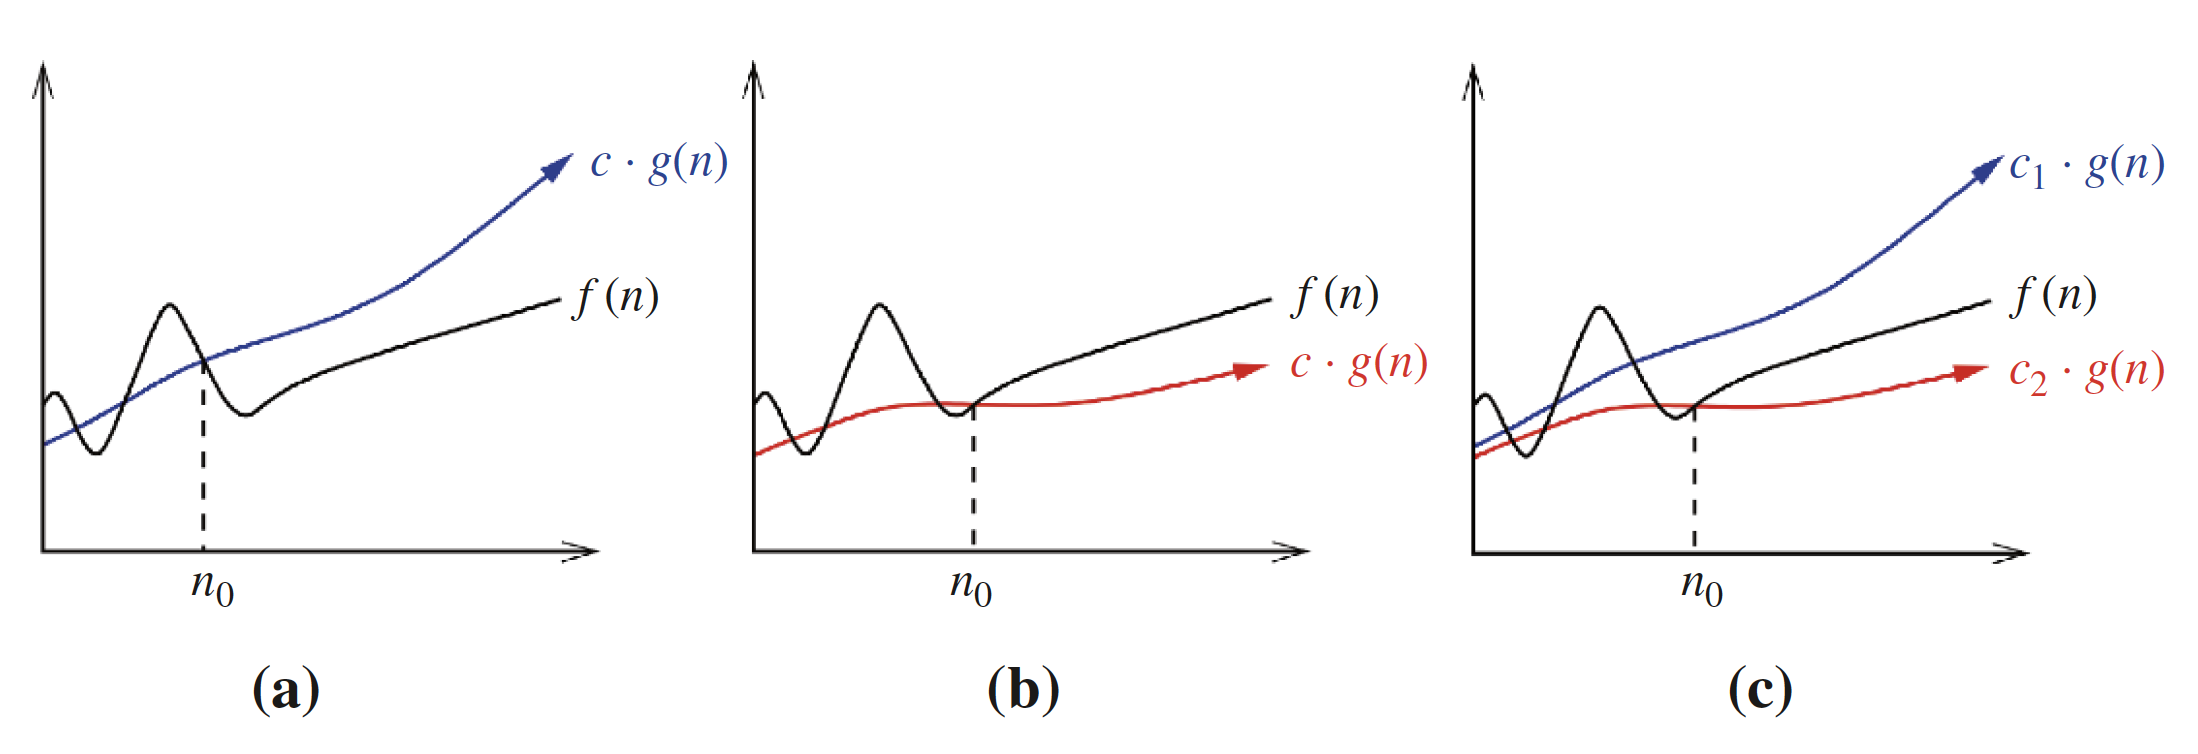 c · g(n)
f(n)
n₀
(a)
f(n)
c · g(n)
n₀
(b)
c₁ · g(n)
f(n)
c₂ · g(n)
n₀
(c)